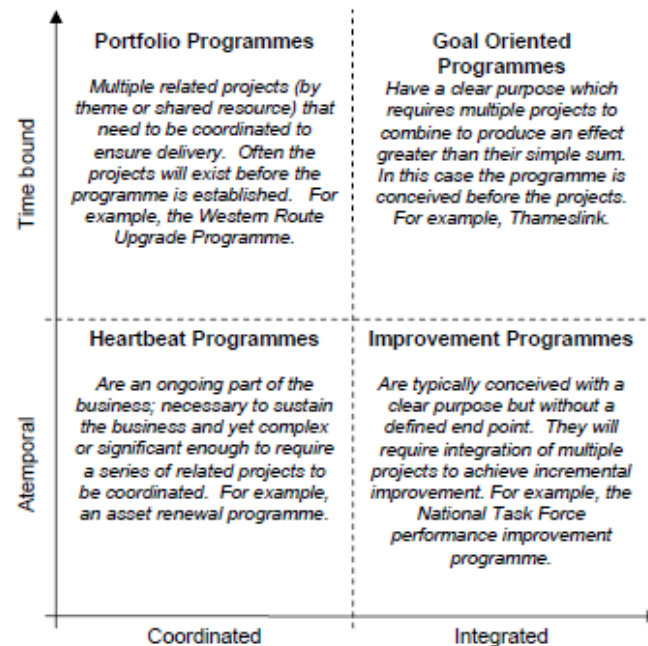 Portfolio Programmes
Multiple related projects (by
theme or shared resource) that
need to be coordinated to
ensure delivery. Often the
projects will exist before the
programme is established. For
example, the Western Route
Upgrade Programme.
Goal Oriented
Programmes
Have a clear purpose which
requires multiple projects to
combine to produce an effect
greater than their simple sum.
In this case the programme is
conceived before the projects.
For example, Thameslink.
Time bound
Heartbeat Programmes
Are an ongoing part of the
business; necessary to sustain
the business and yet complex
or significant enough to require
a series of related projects to
be coordinated. For example,
an asset renewal programme.
Improvement Programmes
Are typically conceived with a
clear purpose but without a
defined end point. They will
require integration of multiple
projects to achieve incremental
improvement. For example, the
National Task Force
performance improvement
programme.
Atemporal
Coordinated
Integrated